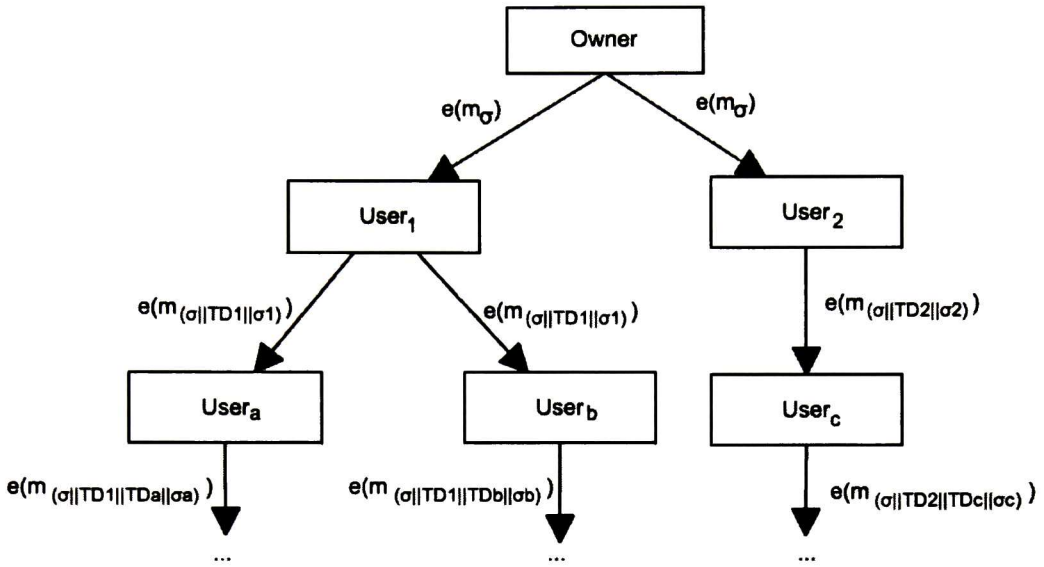 Owner
e(mσ) e(mσ)
User1 User2
e(m(σ||TD1||σ1)) e(m(σ||TD1||σ1)) e(m(σ||TD2||σ2))
Usera Userb Userc
e(m(σ||TD1||TDa||σa)) e(m(σ||TD1||TDb||σb)) e(m(σ||TD2||TDc||σc))
... ... ...